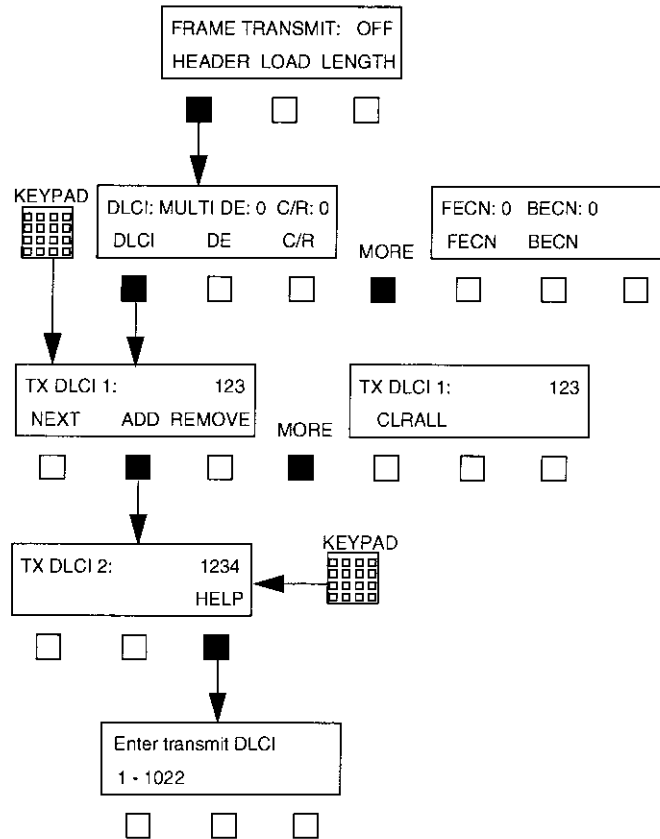 FRAME TRANSMIT: OFF
HEADER LOAD LENGTH
KEYPAD
DLCI: MULTI DE: 0 C/R: 0
DLCI DE C/R
MORE
FECN: 0 BECN: 0
FECN BECN
TX DLCI 1: 123
NEXT ADD REMOVE
MORE
TX DLCI 1: 123
CLRALL
TX DLCI 2: 1234
HELP
KEYPAD
Enter transmit DLCI
1 - 1022